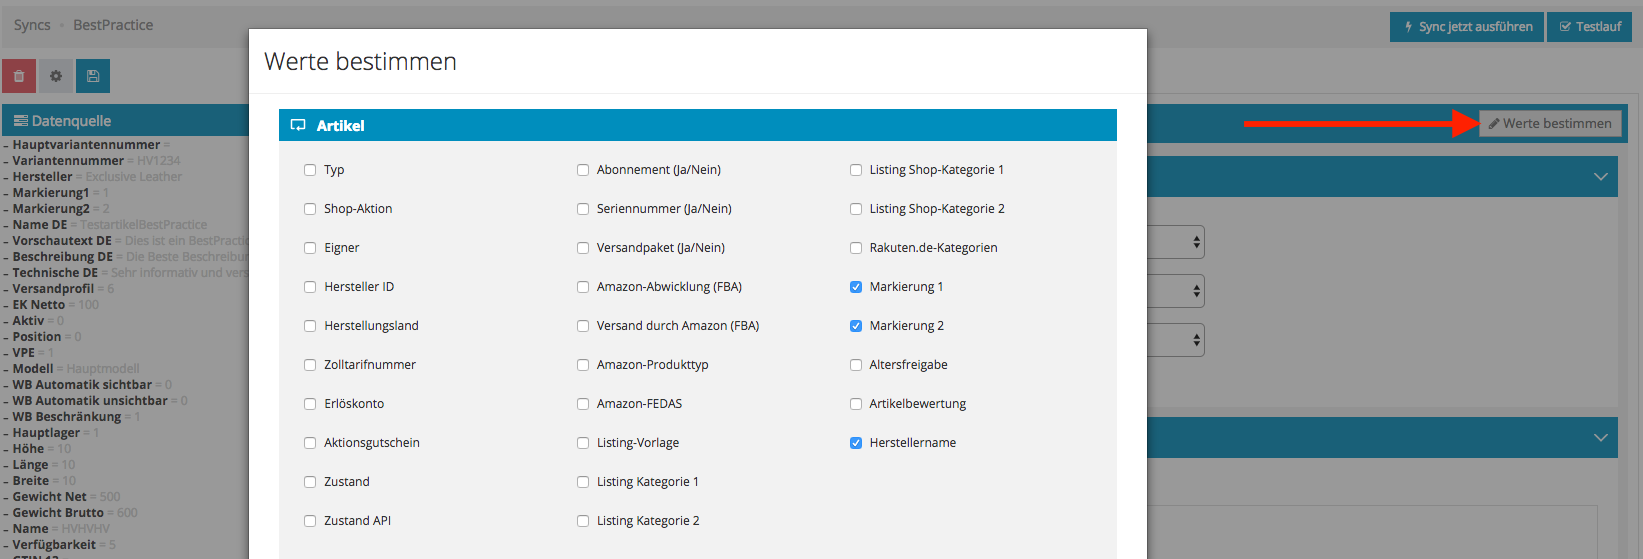 Syncs • BestPractice
Sync jetzt ausführen
Testlauf
Werte bestimmen
Datenquelle
– Hauptvariantennummer =
– Variantennummer = HV1234
– Hersteller = Exclusive Leather
– Markierung1 = 1
– Markierung2 = 2
– Name DE = TestartikelBestPractice
– Vorschautext DE = Dies ist ein BestPractic
– Beschreibung DE = Die Beste Beschreibun
– Technische DE = Sehr informativ und vers
– Versandprofil = 6
– EK Netto = 100
– Aktiv = 0
– Position = 0
– VPE = 1
– Modell = Hauptmodell
– WB Automatik sichtbar = 0
– WB Automatik unsichtbar = 0
– WB Beschränkung = 1
– Hauptlager = 1
– Höhe = 10
– Länge = 10
– Breite = 10
– Gewicht Net = 500
– Gewicht Brutto = 600
– Name = HVHVHV
– Verfügbarkeit = 5
Werte bestimmen
Artikel
Typ
Shop-Aktion
Eigner
Hersteller ID
Herstellungsland
Zolltarifnummer
Erlöskonto
Aktionsgutschein
Zustand
Zustand API
Abonnement (Ja/Nein)
Seriennummer (Ja/Nein)
Versandpaket (Ja/Nein)
Amazon-Abwicklung (FBA)
Versand durch Amazon (FBA)
Amazon-Produkttyp
Amazon-FEDAS
Listing-Vorlage
Listing Kategorie 1
Listing Kategorie 2
Listing Shop-Kategorie 1
Listing Shop-Kategorie 2
Rakuten.de-Kategorien
Markierung 1
Markierung 2
Altersfreigabe
Artikelbewertung
Herstellername